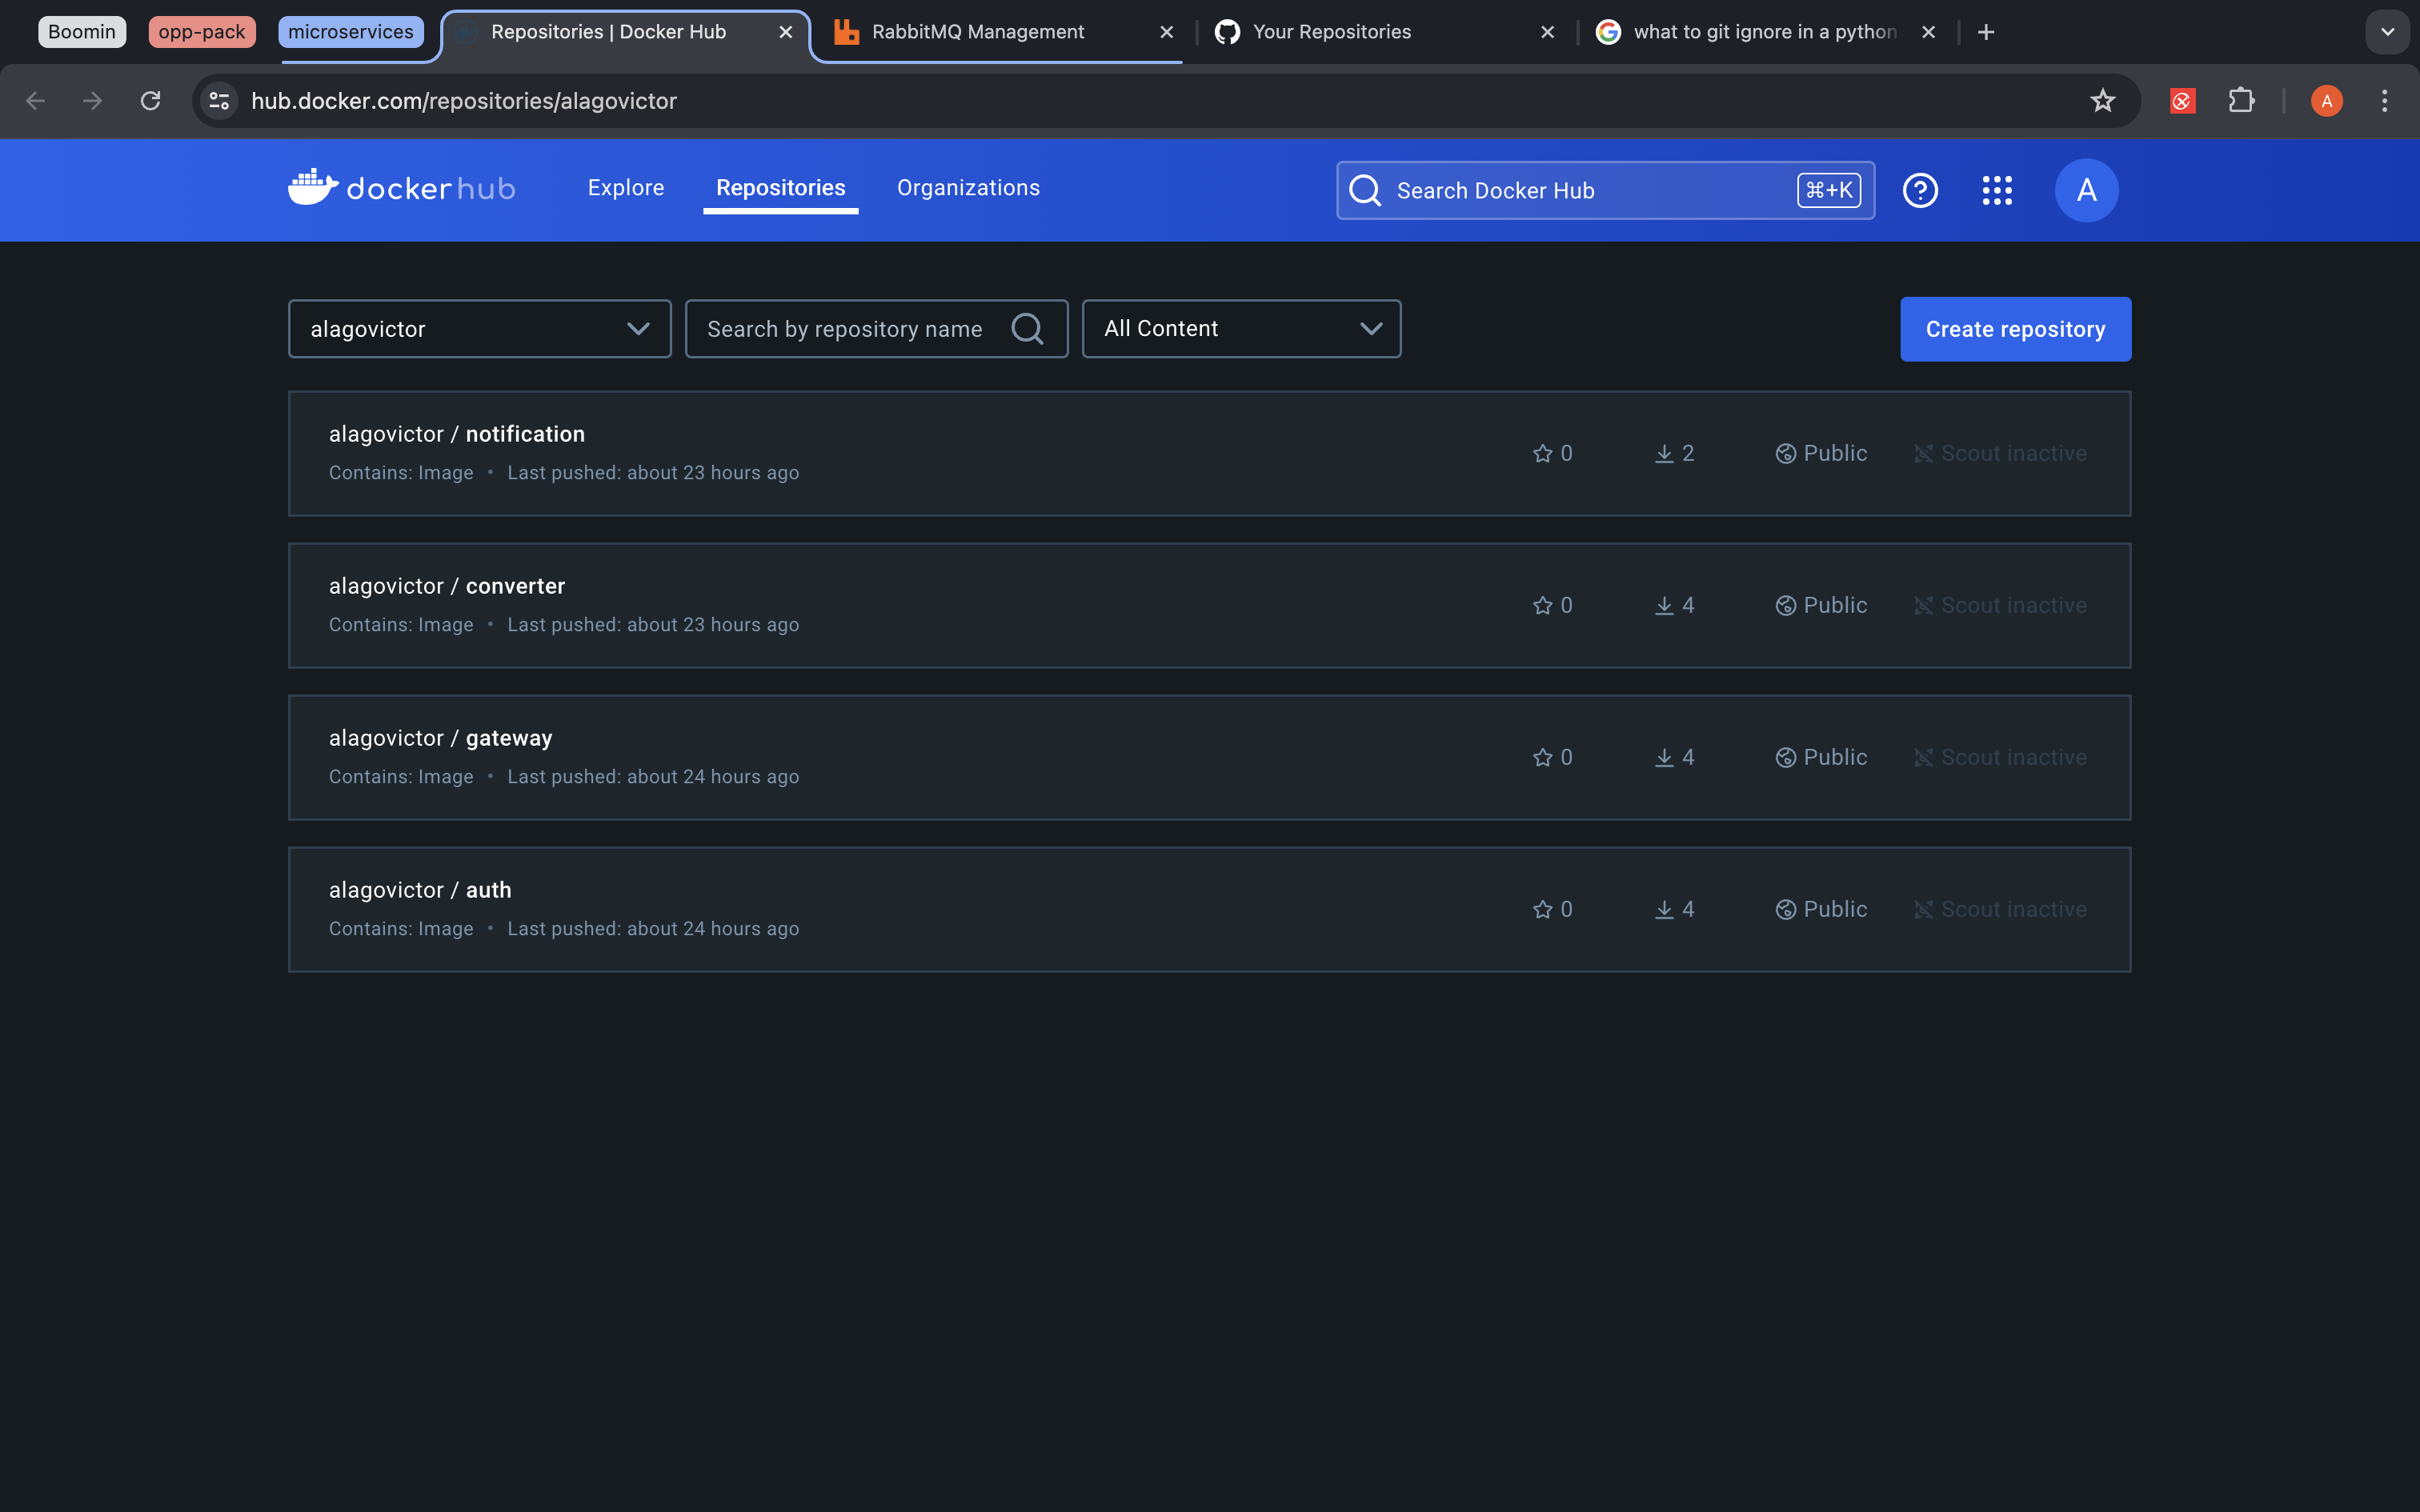 Boomin opp-pack microservices Repositories | Docker Hub RabbitMQ Management Your Repositories what to git ignore in a python
hub.docker.com/repositories/alagovictor A
dockerhub Explore Repositories Organizations Search Docker Hub ⌘+K A
alagovictor Search by repository name All Content Create repository
alagovictor / notification
Contains: Image • Last pushed: about 23 hours ago 0 2 Public Scout inactive
alagovictor / converter
Contains: Image • Last pushed: about 23 hours ago 0 4 Public Scout inactive
alagovictor / gateway
Contains: Image • Last pushed: about 24 hours ago 0 4 Public Scout inactive
alagovictor / auth
Contains: Image • Last pushed: about 24 hours ago 0 4 Public Scout inactive